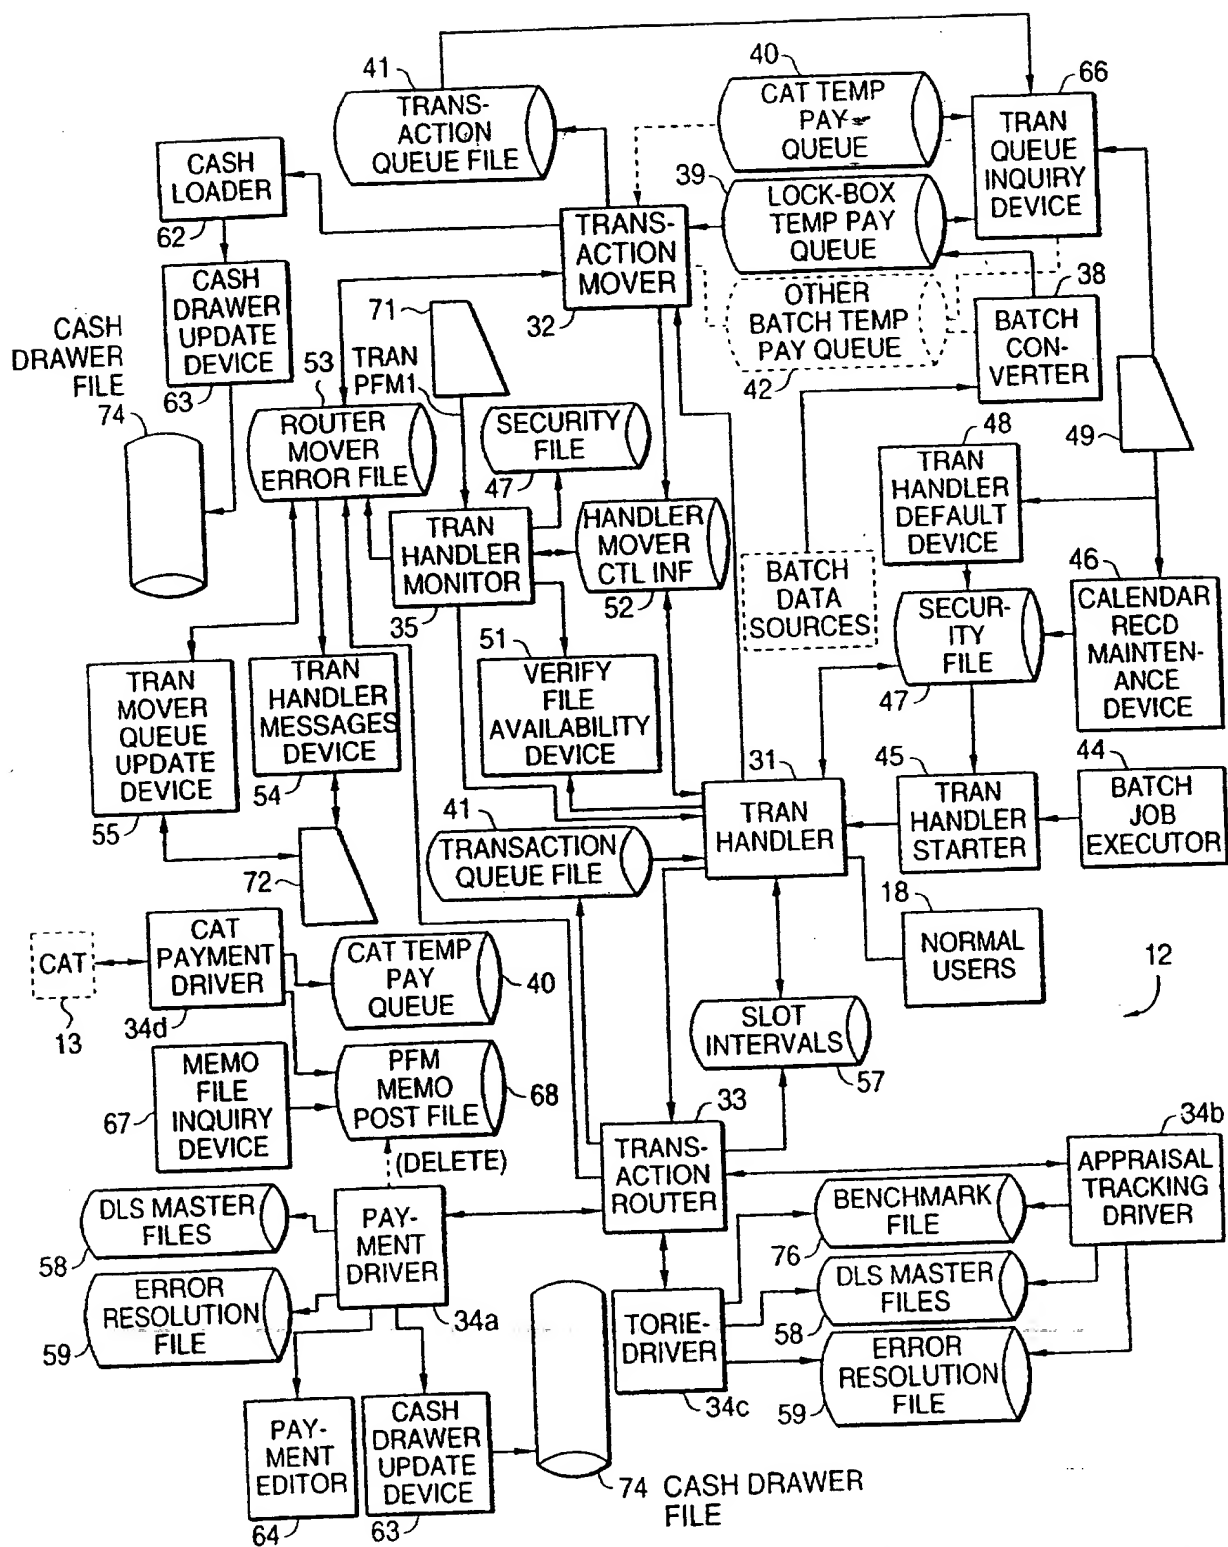 41
TRANS-
ACTION
QUEUE FILE
40
CAT TEMP
PAY
QUEUE
66
TRAN
QUEUE
INQUIRY
DEVICE
CASH
LOADER
62
39
LOCK-BOX
TEMP PAY
QUEUE
TRANS-
ACTION
MOVER
32
CASH
DRAWER
UPDATE
DEVICE
63
CASH
DRAWER
FILE
74
71
TRAN
PFM1
OTHER
BATCH TEMP
PAY QUEUE
42
38
BATCH
CON-
VERTER
49
53
ROUTER
MOVER
ERROR FILE
SECURITY
FILE
47
48
TRAN
HANDLER
DEFAULT
DEVICE
TRAN
HANDLER
MONITOR
35
HANDLER
MOVER
CTL INF
52
BATCH
DATA
SOURCES
SECUR-
ITY
FILE
47
46
CALENDAR
RECD
MAINTEN-
ANCE
DEVICE
TRAN
MOVER
QUEUE
UPDATE
DEVICE
55
TRAN
HANDLER
MESSAGES
DEVICE
54
51
VERIFY
FILE
AVAILABILITY
DEVICE
31
TRAN
HANDLER
45
TRAN
HANDLER
STARTER
44
BATCH
JOB
EXECUTOR
41
TRANSACTION
QUEUE FILE
72
18
NORMAL
USERS
12
CAT
13
CAT
PAYMENT
DRIVER
34d
CAT TEMP
PAY
QUEUE
40
SLOT
INTERVALS
57
MEMO
FILE
INQUIRY
DEVICE
67
PFM
MEMO
POST FILE
68
(DELETE)
33
TRANS-
ACTION
ROUTER
34b
APPRAISAL
TRACKING
DRIVER
DLS MASTER
FILES
58
PAY-
MENT
DRIVER
34a
BENCHMARK
FILE
76
ERROR
RESOLUTION
FILE
59
TORIE-
DRIVER
34c
DLS MASTER
FILES
58
ERROR
RESOLUTION
FILE
59
PAY-
MENT
EDITOR
64
CASH
DRAWER
UPDATE
DEVICE
63
74 CASH DRAWER
FILE